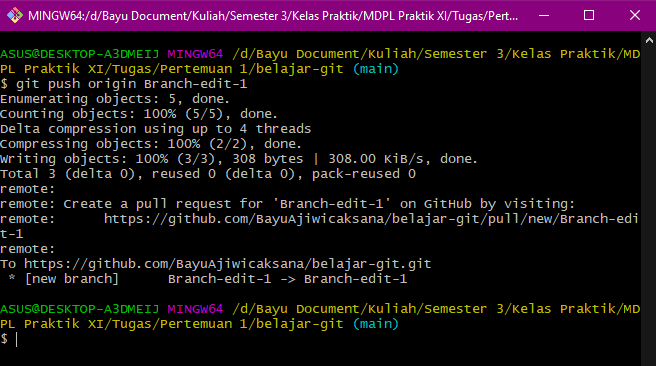 MINGW64:/d/Bayu Document/Kuliah/Semester 3/Kelas Praktik/MDPL Praktik XI/Tugas/Pert...
ASUS@DESKTOP-A3DMEIJ MINGW64 /d/Bayu Document/Kuliah/Semester 3/Kelas Praktik/MD
PL Praktik XI/Tugas/Pertemuan 1/belajar-git (main)
$ git push origin Branch-edit-1
Enumerating objects: 5, done.
Counting objects: 100% (5/5), done.
Delta compression using up to 4 threads
Compressing objects: 100% (2/2), done.
Writing objects: 100% (3/3), 308 bytes | 308.00 KiB/s, done.
Total 3 (delta 0), reused 0 (delta 0), pack-reused 0
remote:
remote: Create a pull request for 'Branch-edit-1' on GitHub by visiting:
remote:      https://github.com/BayuAjiwicaksana/belajar-git/pull/new/Branch-edi
t-1
remote:
To https://github.com/BayuAjiwicaksana/belajar-git.git
 * [new branch]      Branch-edit-1 -> Branch-edit-1
ASUS@DESKTOP-A3DMEIJ MINGW64 /d/Bayu Document/Kuliah/Semester 3/Kelas Praktik/MD
PL Praktik XI/Tugas/Pertemuan 1/belajar-git (main)
$